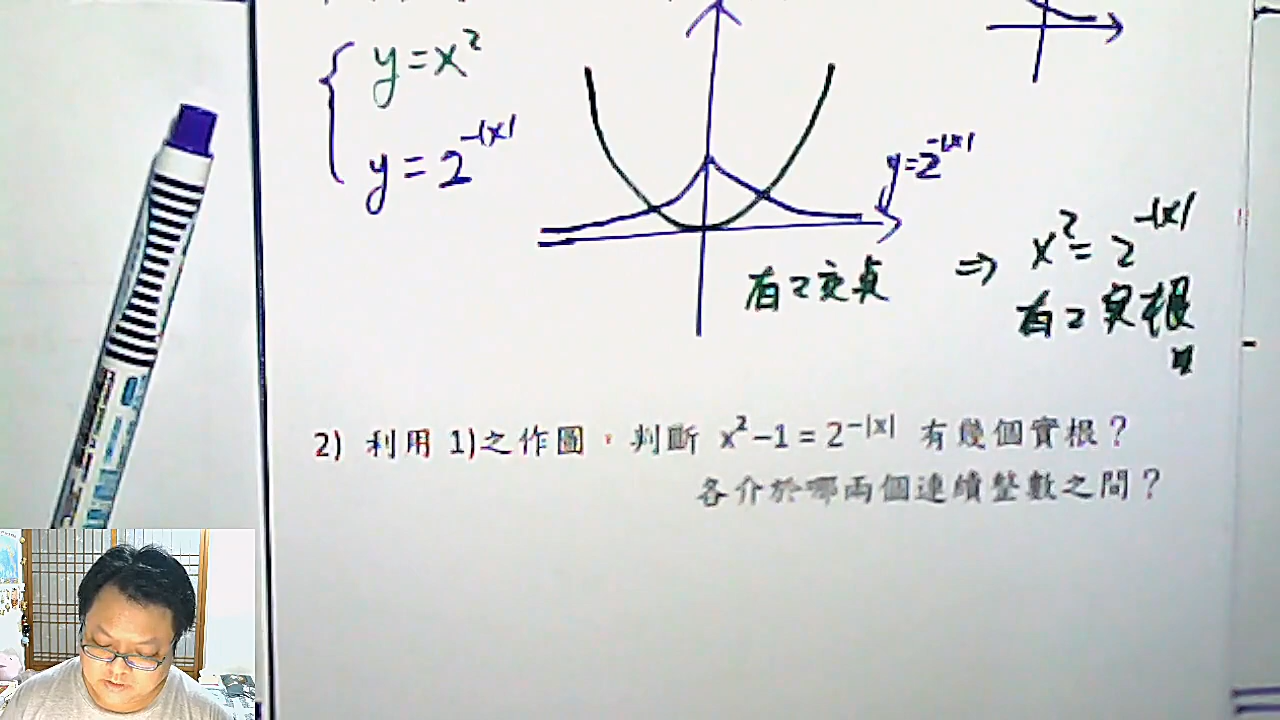 y=x²
y=2^{-|x|}
y=2^{-|x|}
有2交點
⇒ x²=2^{-|x|}
有2實根
2) 利用 1)之作圖，判斷 x²−1=2^{−|x|} 有幾個實根？
各介於哪兩個連續整數之間？